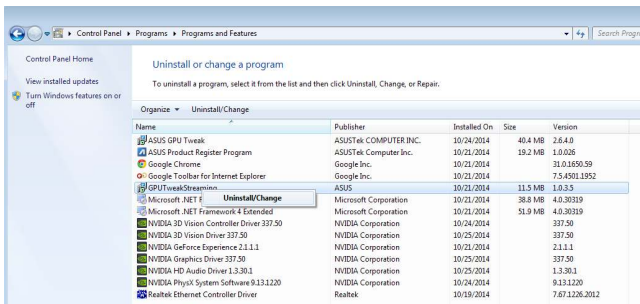 Control Panel ▸ Programs ▸ Programs and Features
Search Progr
Control Panel Home
View installed updates
Turn Windows features on or
off
Uninstall or change a program
To uninstall a program, select it from the list and then click Uninstall, Change, or Repair.
Organize Uninstall/Change
Name Publisher Installed On Size Version
ASUS GPU Tweak ASUSTek COMPUTER INC. 10/24/2014 40.4 MB 2.6.4.0
ASUS Product Register Program ASUSTek Computer Inc. 10/21/2014 19.2 MB 1.0.026
Google Chrome Google Inc. 10/21/2014 31.0.1650.59
Google Toolbar for Internet Explorer Google Inc. 10/21/2014 7.5.4501.1952
GPUTweakStreaming ASUS 10/21/2014 11.5 MB 1.0.3.5
Microsoft .NET F Uninstall/Change Microsoft Corporation 10/21/2014 38.8 MB 4.0.30319
Microsoft .NET Framework 4 Extended Microsoft Corporation 10/21/2014 51.9 MB 4.0.30319
NVIDIA 3D Vision Controller Driver 337.50 NVIDIA Corporation 10/24/2014 337.50
NVIDIA 3D Vision Driver 337.50 NVIDIA Corporation 10/25/2014 337.50
NVIDIA GeForce Experience 2.1.1.1 NVIDIA Corporation 10/21/2014 2.1.1.1
NVIDIA Graphics Driver 337.50 NVIDIA Corporation 10/25/2014 337.50
NVIDIA HD Audio Driver 1.3.30.1 NVIDIA Corporation 10/25/2014 1.3.30.1
NVIDIA PhysX System Software 9.13.1220 NVIDIA Corporation 10/24/2014 9.13.1220
Realtek Ethernet Controller Driver Realtek 10/19/2014 7.67.1226.2012